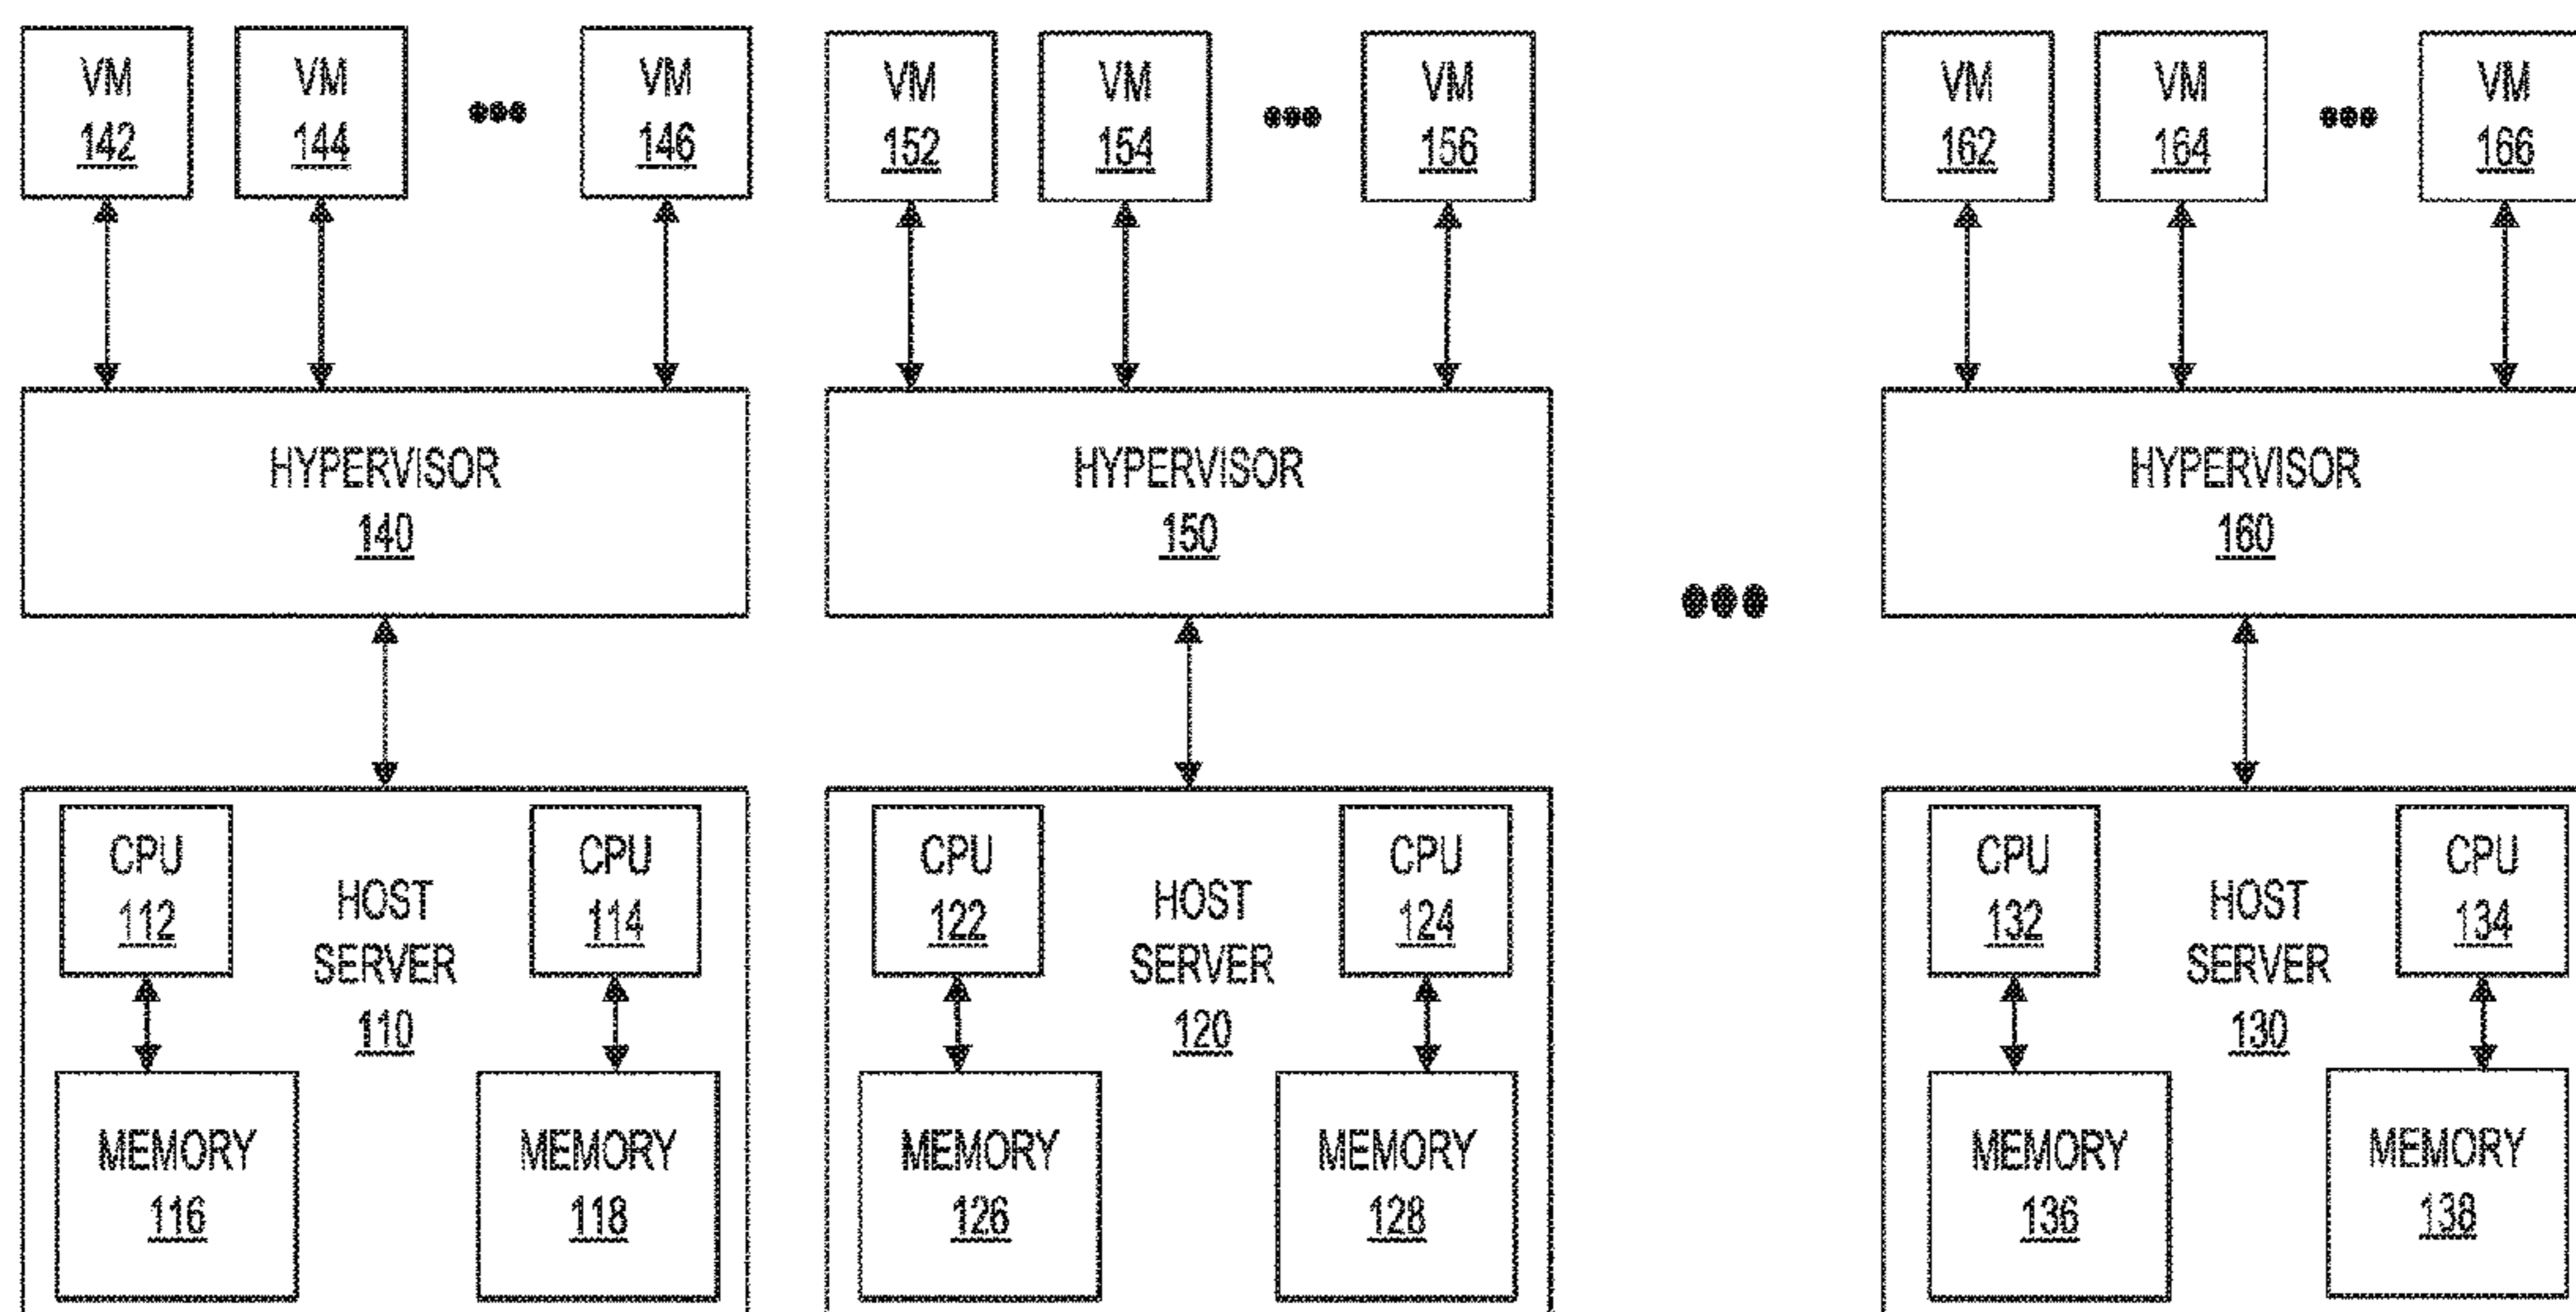 VM
142
VM
144
VM
146
VM
152
VM
154
VM
156
VM
162
VM
164
VM
166
HYPERVISOR
140
HYPERVISOR
150
HYPERVISOR
160
CPU
112
HOST
SERVER
110
CPU
114
MEMORY
116
MEMORY
118
CPU
122
HOST
SERVER
120
CPU
124
MEMORY
126
MEMORY
128
CPU
132
HOST
SERVER
130
CPU
134
MEMORY
136
MEMORY
138